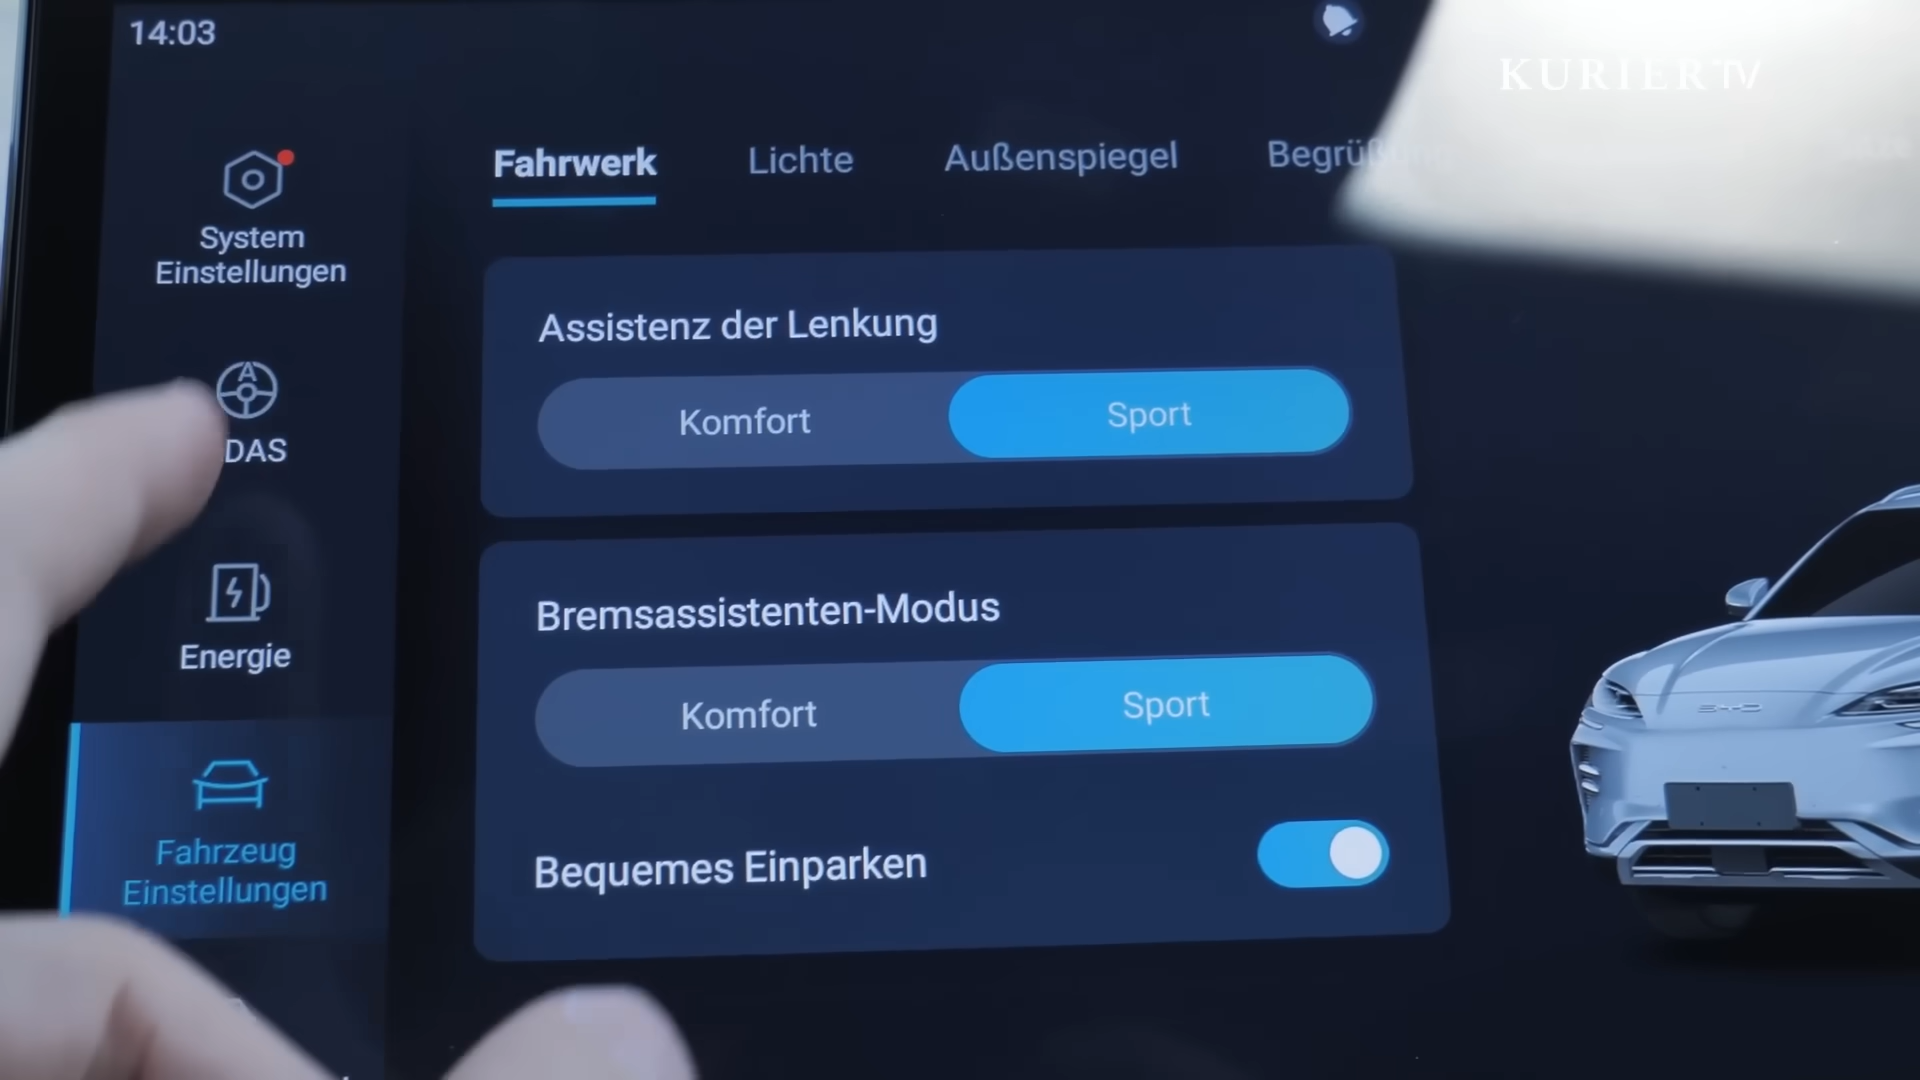 14:03
KURIER TV
Fahrwerk
Lichte
Außenspiegel
System
Einstellungen
Assistenz der Lenkung
Komfort
Sport
DAS
Bremsassistenten-Modus
Energie
Komfort
Sport
Fahrzeug
Einstellungen
Bequemes Einparken
BYD